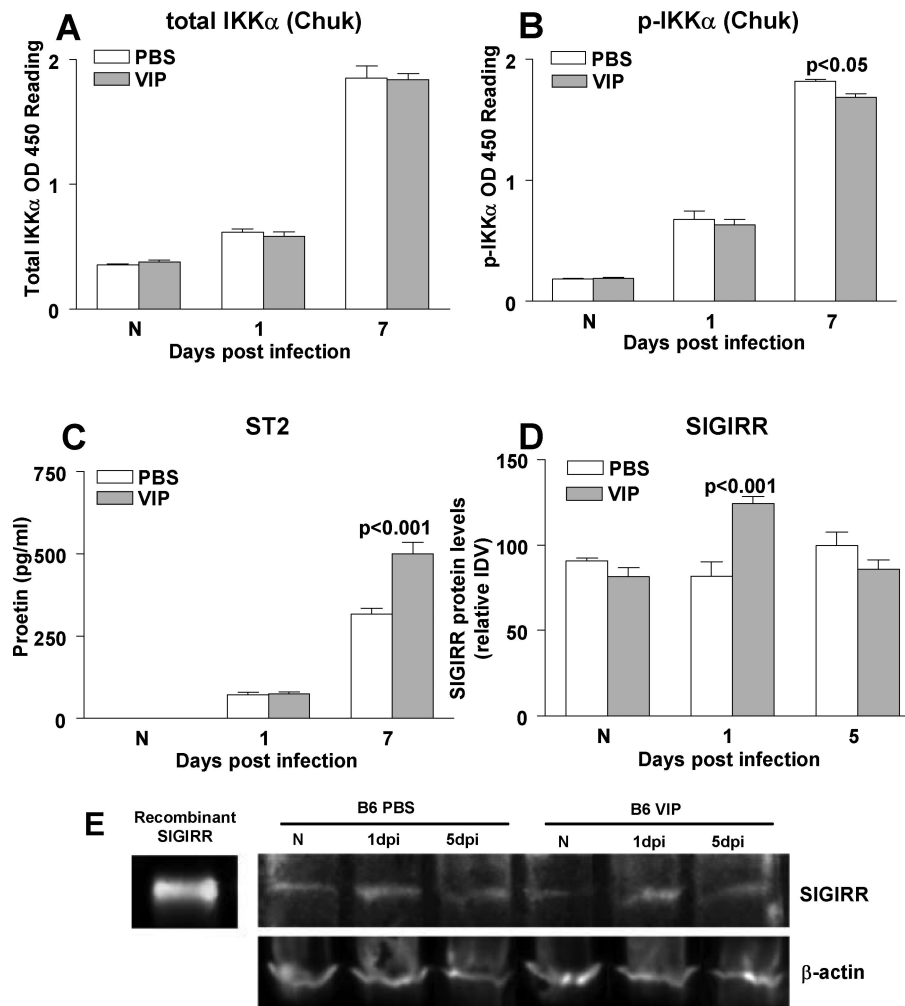 A
total IKKα (Chuk)
PBS
VIP
Total IKKα OD 450 Reading
2
1
0
N 1 7
Days post infection
B
p-IKKα (Chuk)
PBS
VIP
p<0.05
p-IKKα OD 450 Reading
2
1
0
N 1 7
Days post infection
C
ST2
PBS
VIP
p<0.001
Proetin (pg/ml)
750
500
250
0
N 1 7
Days post infection
D
SIGIRR
PBS
VIP
p<0.001
SIGIRR protein levels
(relative IDV)
150
100
50
0
N 1 5
Days post infection
E
Recombinant
SIGIRR
B6 PBS B6 VIP
N 1dpi 5dpi N 1dpi 5dpi
SIGIRR
β-actin